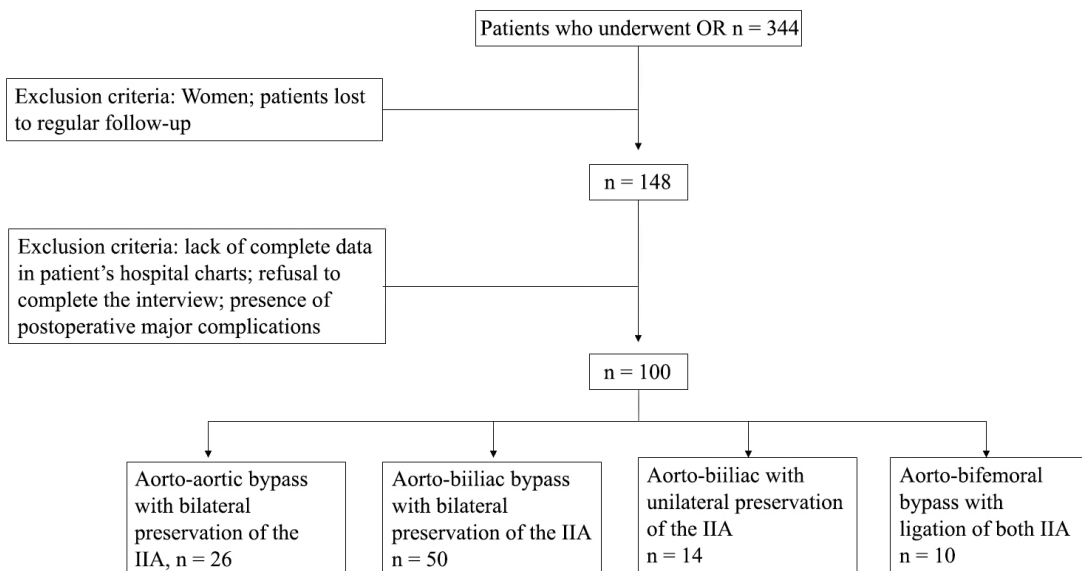 Patients who underwent OR n = 344
Exclusion criteria: Women; patients lost
to regular follow-up
n = 148
Exclusion criteria: lack of complete data
in patient’s hospital charts; refusal to
complete the interview; presence of
postoperative major complications
n = 100
Aorto-aortic bypass
with bilateral
preservation of the
IIA, n = 26
Aorto-biiliac bypass
with bilateral
preservation of the IIA
n = 50
Aorto-biiliac with
unilateral preservation
of the IIA
n = 14
Aorto-bifemoral
bypass with
ligation of both IIA
n = 10